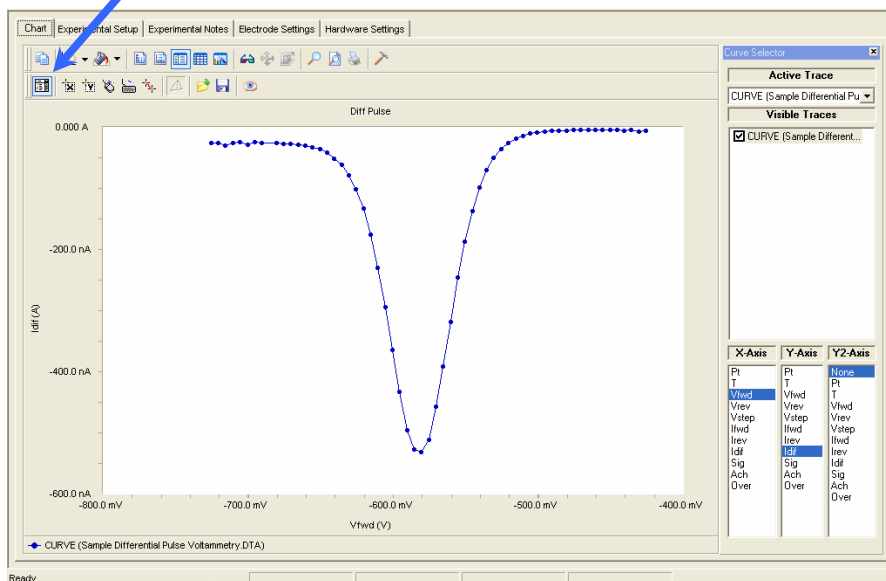 Chart Experimental Setup Experimental Notes Electrode Settings Hardware Settings
Curve Selector
Active Trace
CURVE (Sample Differential Pu
Visible Traces
CURVE (Sample Different...
Diff Pulse
0.000 A
-200.0 nA
-400.0 nA
-600.0 nA
Idif (A)
-800.0 mV -700.0 mV -600.0 mV -500.0 mV -400.0 mV
Vfwd (V)
CURVE (Sample Differential Pulse Voltammetry.DTA)
X-Axis
Pt
T
Vfwd
Vrev
Vstep
Ifwd
Irev
Idif
Sig
Ach
Over
Y-Axis
Pt
T
Vfwd
Vrev
Vstep
Ifwd
Irev
Idif
Sig
Ach
Over
Y2-Axis
None
Pt
T
Vfwd
Vrev
Vstep
Ifwd
Irev
Idif
Sig
Ach
Over
Ready